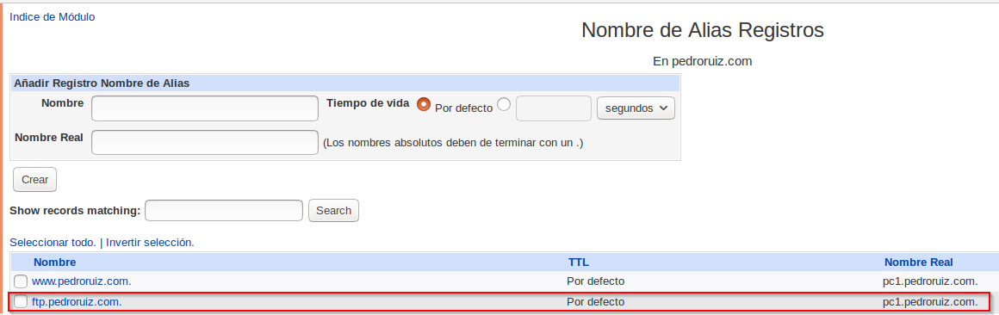 Indice de Módulo
Nombre de Alias Registros
En pedroruiz.com
Añadir Registro Nombre de Alias
Nombre Tiempo de vida Por defecto segundos
Nombre Real (Los nombres absolutos deben de terminar con un .)
Crear
Show records matching: Search
Seleccionar todo. | Invertir selección.
Nombre TTL Nombre Real
www.pedroruiz.com. Por defecto pc1.pedroruiz.com.
ftp.pedroruiz.com. Por defecto pc1.pedroruiz.com.